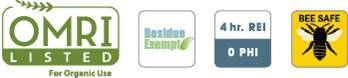 OMRI
LISTED
For Organic Use
Residue
Exempt
4 hr. REI
0 PHI
BEE SAFE